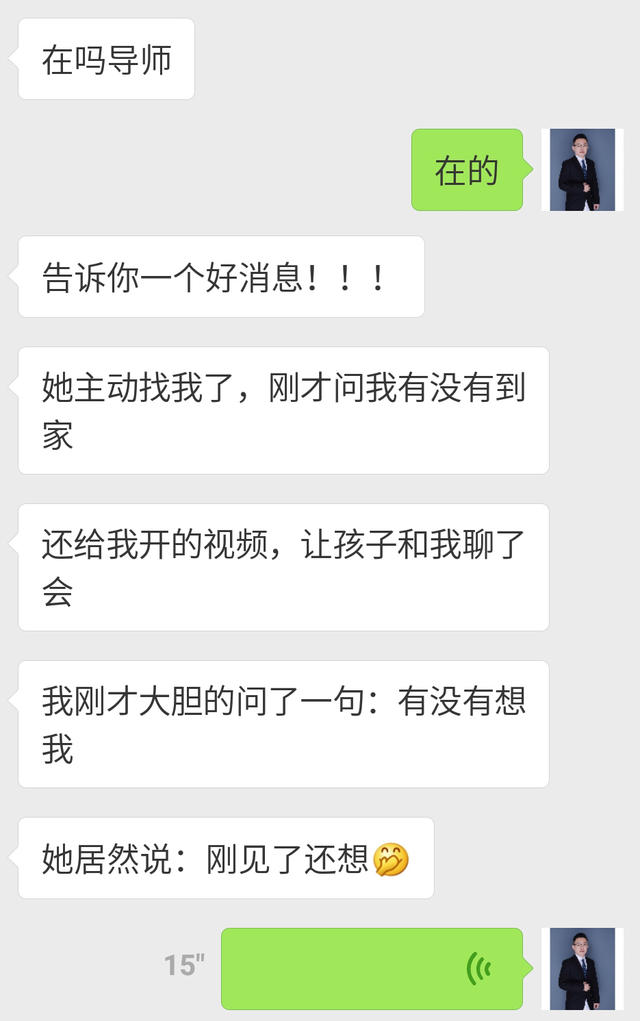 在吗导师
在的
告诉你一个好消息！！！
她主动找我了，刚才问我有没有到
家
还给我开的视频，让孩子和我聊了
会
我刚才大胆的问了一句：有没有想
我
她居然说：刚见了还想🤭
15"